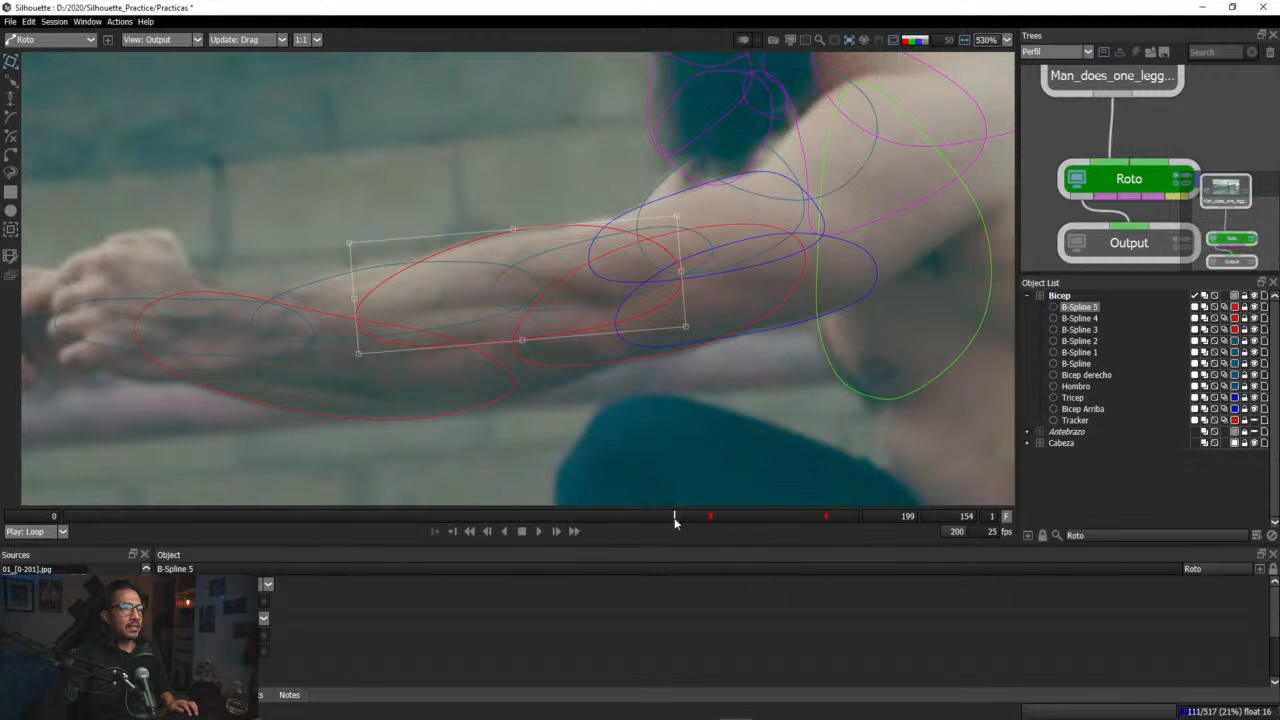 Silhouette : D:/2020/Silhouette_Practice/Practicas *
File Edit Session Window Actions Help
Roto View: Output Update: Drag 1:1 50 530%
Trees
Perfil Search
Man_does_one_legg...
Roto
Output
Object List
Bicep
B-Spline 5
B-Spline 4
B-Spline 3
B-Spline 2
B-Spline 1
B-Spline
Bicep derecho
Hombro
Tricep
Bicep Arriba
Tracker
Antebrazo
Cabeza
0 199 154 1 F
Play: Loop 200 25 fps
Roto
Sources Object
01_[0-201].jpg B-Spline 5 Roto
Notes
111/517 (21%) float 16